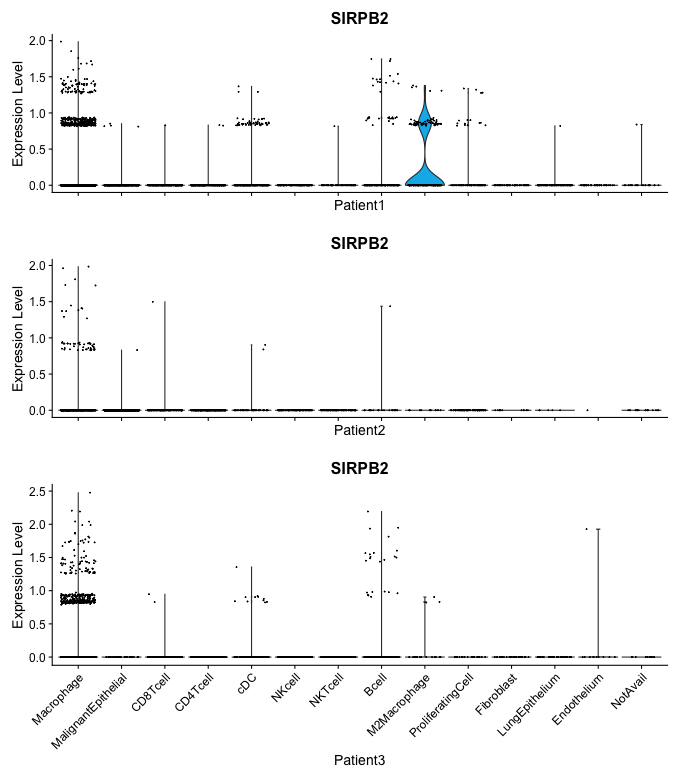 SIRPB2
Expression Level
2.0
1.5
1.0
0.5
0.0
Patient1
SIRPB2
Expression Level
2.0
1.5
1.0
0.5
0.0
Patient2
SIRPB2
Expression Level
2.5
2.0
1.5
1.0
0.5
0.0
Macrophage
MalignantEpithelial
CD8Tcell
CD4Tcell
cDC
NKcell
NKTcell
Bcell
M2Macrophage
ProliferatingCell
Fibroblast
LungEpithelium
Endothelium
NotAvail
Patient3